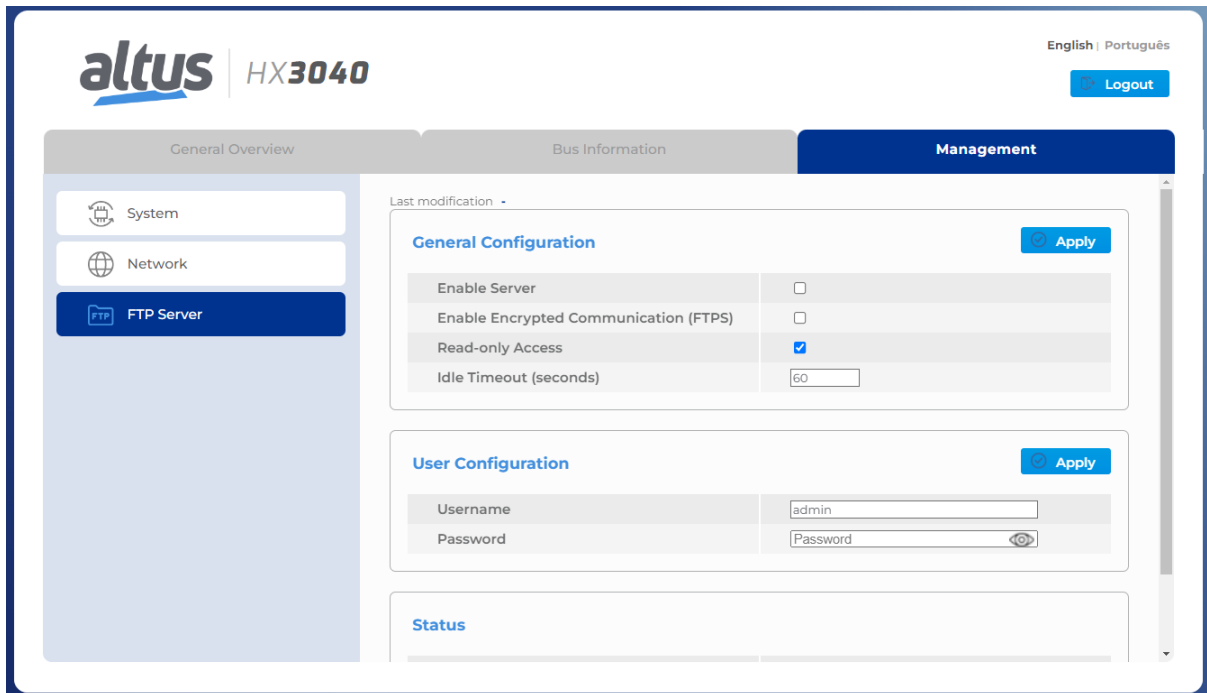 English | Português
altus HX3040
Logout
General Overview Bus Information Management
System
Network
FTP FTP Server
Last modification -
General Configuration Apply
Enable Server
Enable Encrypted Communication (FTPS)
Read-only Access
Idle Timeout (seconds) 60
User Configuration Apply
Username admin
Password Password
Status